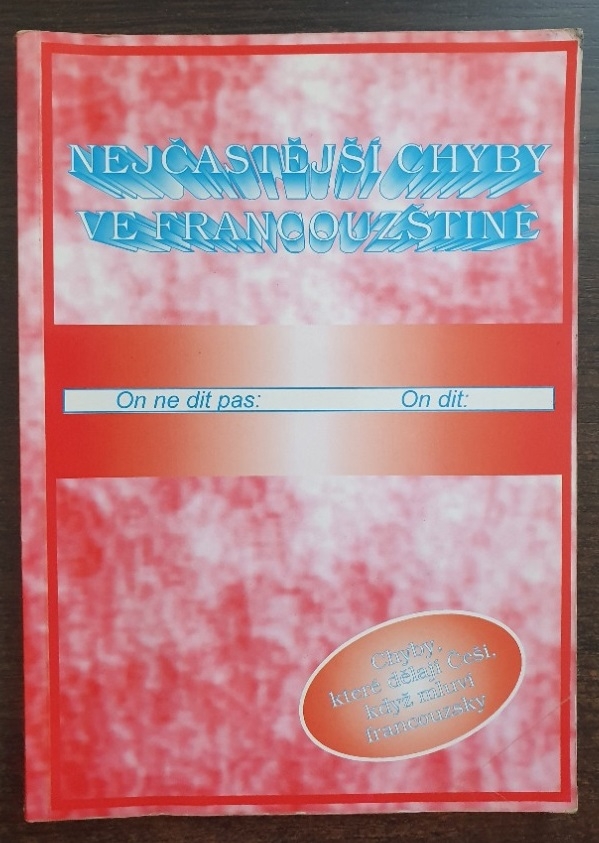 NEJČASTĚJŠÍ CHYBY
VE FRANCOUZŠTINĚ
On ne dit pas: On dit:
Chyby,
které dělají Češi,
když mluví
francouzsky